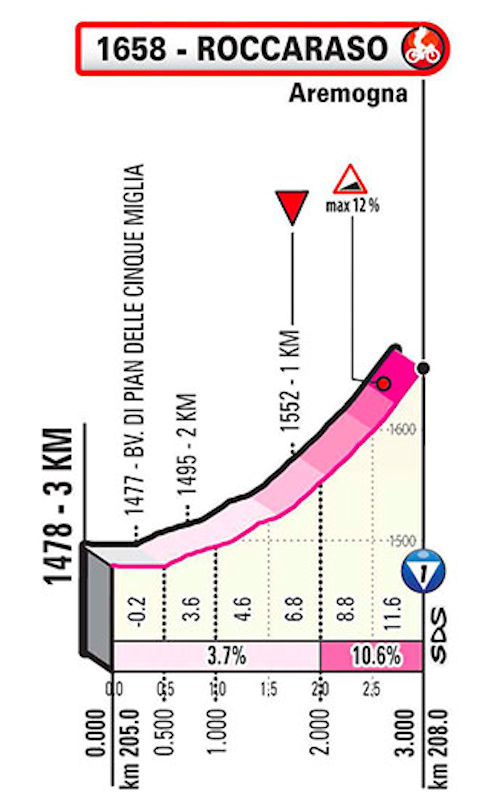 1658 - ROCCARASO
Aremogna
max 12 %
1477 - BV. DI PIAN DELLE CINQUE MIGLIA
1552 - 1 KM
1495 - 2 KM
1478 - 3 KM
1600
1500
1
-0.2 3.6 4.6 6.8 8.8 11.6
SDS
3.7% 10.6%
0.0 0.5 1.0 1.5 2.0 2.5
0.000 0.500 1.000 2.000 3.000
km 205.0 km 208.0